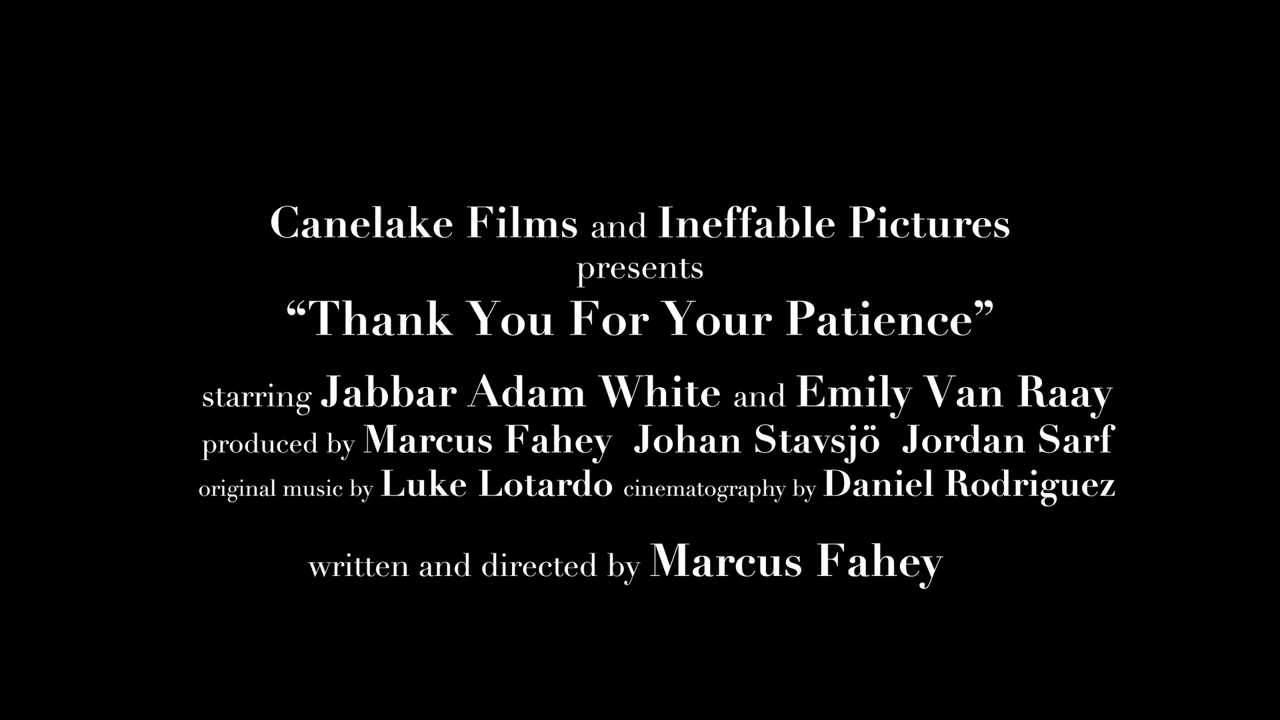 Canelake Films and Ineffable Pictures
presents
“Thank You For Your Patience”
starring Jabbar Adam White and Emily Van Raay
produced by Marcus Fahey Johan Stavsjö Jordan Sarf
original music by Luke Lotardo cinematography by Daniel Rodriguez
written and directed by Marcus Fahey